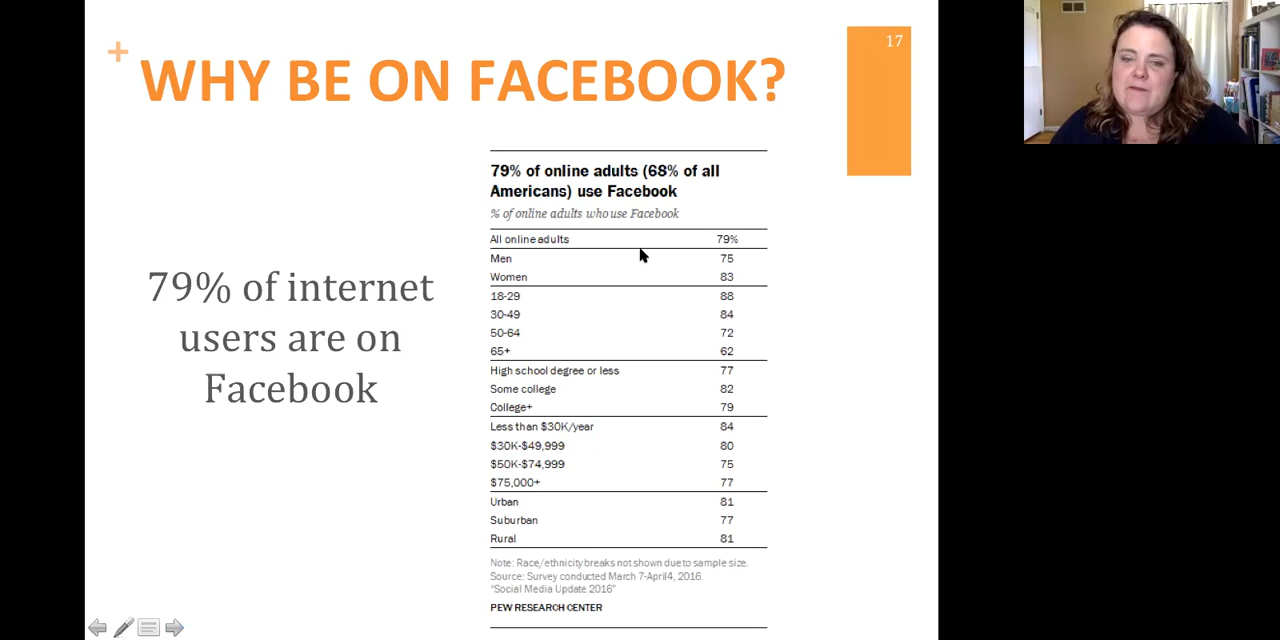 17
+
WHY BE ON FACEBOOK?
79% of internet
users are on
Facebook
79% of online adults (68% of all
Americans) use Facebook
% of online adults who use Facebook
All online adults 79%
Men 75
Women 83
18-29 88
30-49 84
50-64 72
65+ 62
High school degree or less 77
Some college 82
College+ 79
Less than $30K/year 84
$30K-$49,999 80
$50K-$74,999 75
$75,000+ 77
Urban 81
Suburban 77
Rural 81
Note: Race/ethnicity breaks not shown due to sample size.
Source: Survey conducted March 7-April4, 2016.
"Social Media Update 2016"
PEW RESEARCH CENTER